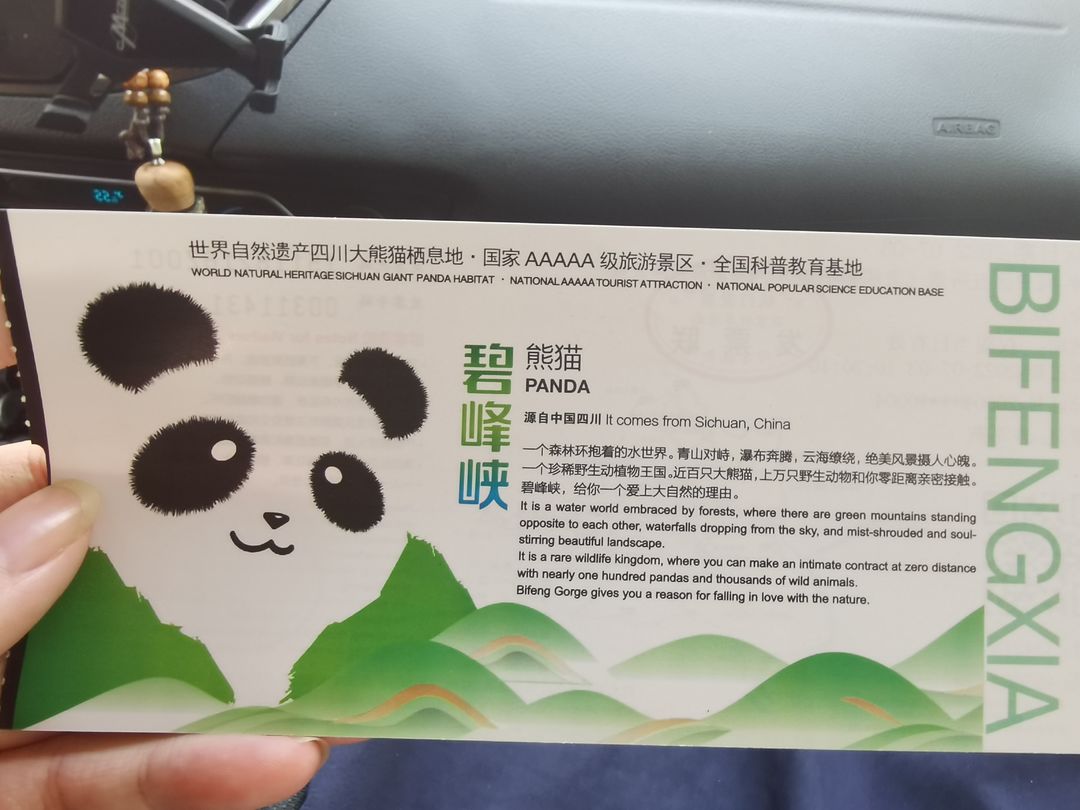 AIRBAG
世界自然遗产四川大熊猫栖息地·国家 AAAAA 级旅游景区·全国科普教育基地
WORLD NATURAL HERITAGE SICHUAN GIANT PANDA HABITAT · NATIONAL AAAAA TOURIST ATTRACTION · NATIONAL POPULAR SCIENCE EDUCATION BASE
碧峰峡
熊猫
PANDA
源自中国四川 It comes from Sichuan, China
一个森林环抱着的水世界。青山对峙，瀑布奔腾，云海缭绕，绝美风景摄人心魄。
一个珍稀野生动植物王国。近百只大熊猫，上万只野生动物和你零距离亲密接触。
碧峰峡，给你一个爱上大自然的理由。
It is a water world embraced by forests, where there are green mountains standing
opposite to each other, waterfalls dropping from the sky, and mist-shrouded and soul-
stirring beautiful landscape.
It is a rare wildlife kingdom, where you can make an intimate contract at zero distance
with nearly one hundred pandas and thousands of wild animals.
Bifeng Gorge gives you a reason for falling in love with the nature.
BIFENGXIA